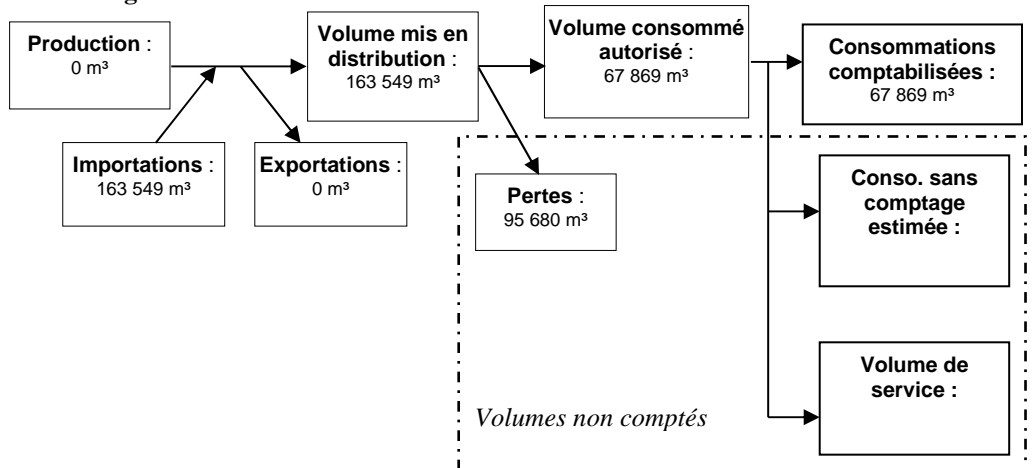 Production :
0 m³
Volume mis en
distribution :
163 549 m³
Volume consommé
autorisé :
67 869 m³
Consommations
comptabilisées :
67 869 m³
Importations :
163 549 m³
Exportations :
0 m³
Pertes :
95 680 m³
Conso. sans
comptage
estimée :
Volume de
service :
Volumes non comptés